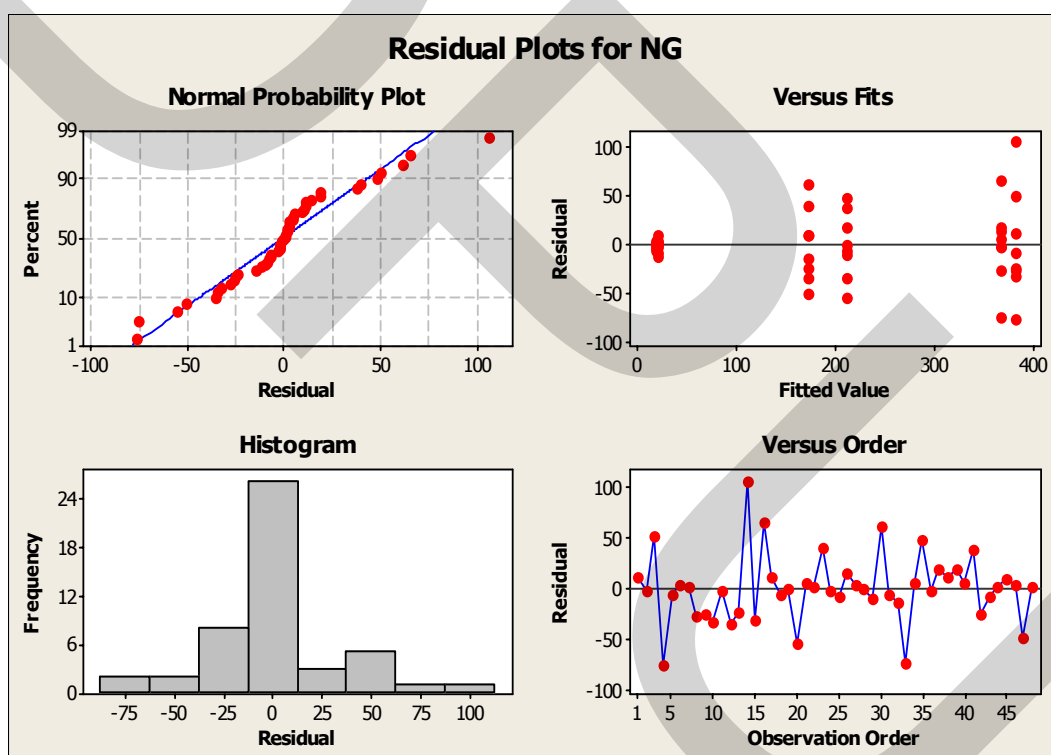 Residual Plots for NG
Normal Probability Plot
99
90
50
10
1
Percent
-100 -50 0 50 100
Residual
Versus Fits
100
50
0
-50
-100
Residual
0 100 200 300 400
Fitted Value
Histogram
24
18
12
6
0
Frequency
-75 -50 -25 0 25 50 75 100
Residual
Versus Order
100
50
0
-50
-100
Residual
1 5 10 15 20 25 30 35 40 45
Observation Order